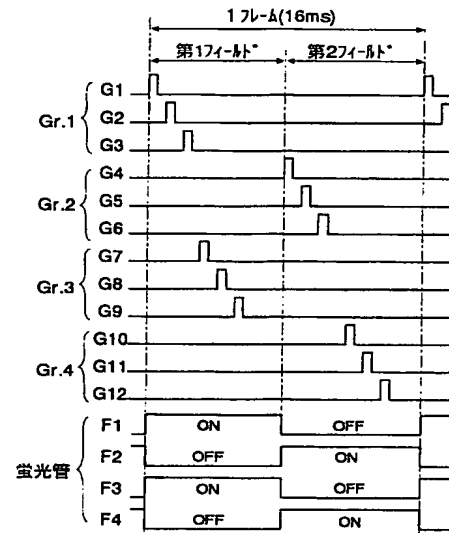 1 フレーム(16ms)
第1フィールド 第2フィールド
Gr.1
G1
G2
G3
Gr.2
G4
G5
G6
Gr.3
G7
G8
G9
Gr.4
G10
G11
G12
蛍光管
F1 ON OFF
F2 OFF ON
F3 ON OFF
F4 OFF ON